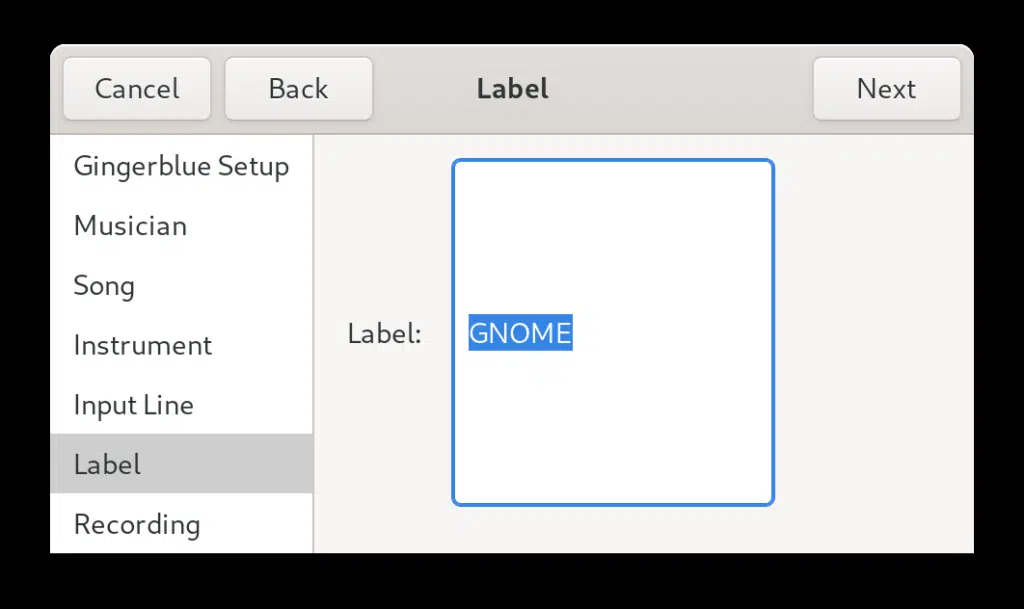 Cancel
Back
Label
Next
Gingerblue Setup
Musician
Song
Instrument
Input Line
Label
Recording
Label:
GNOME